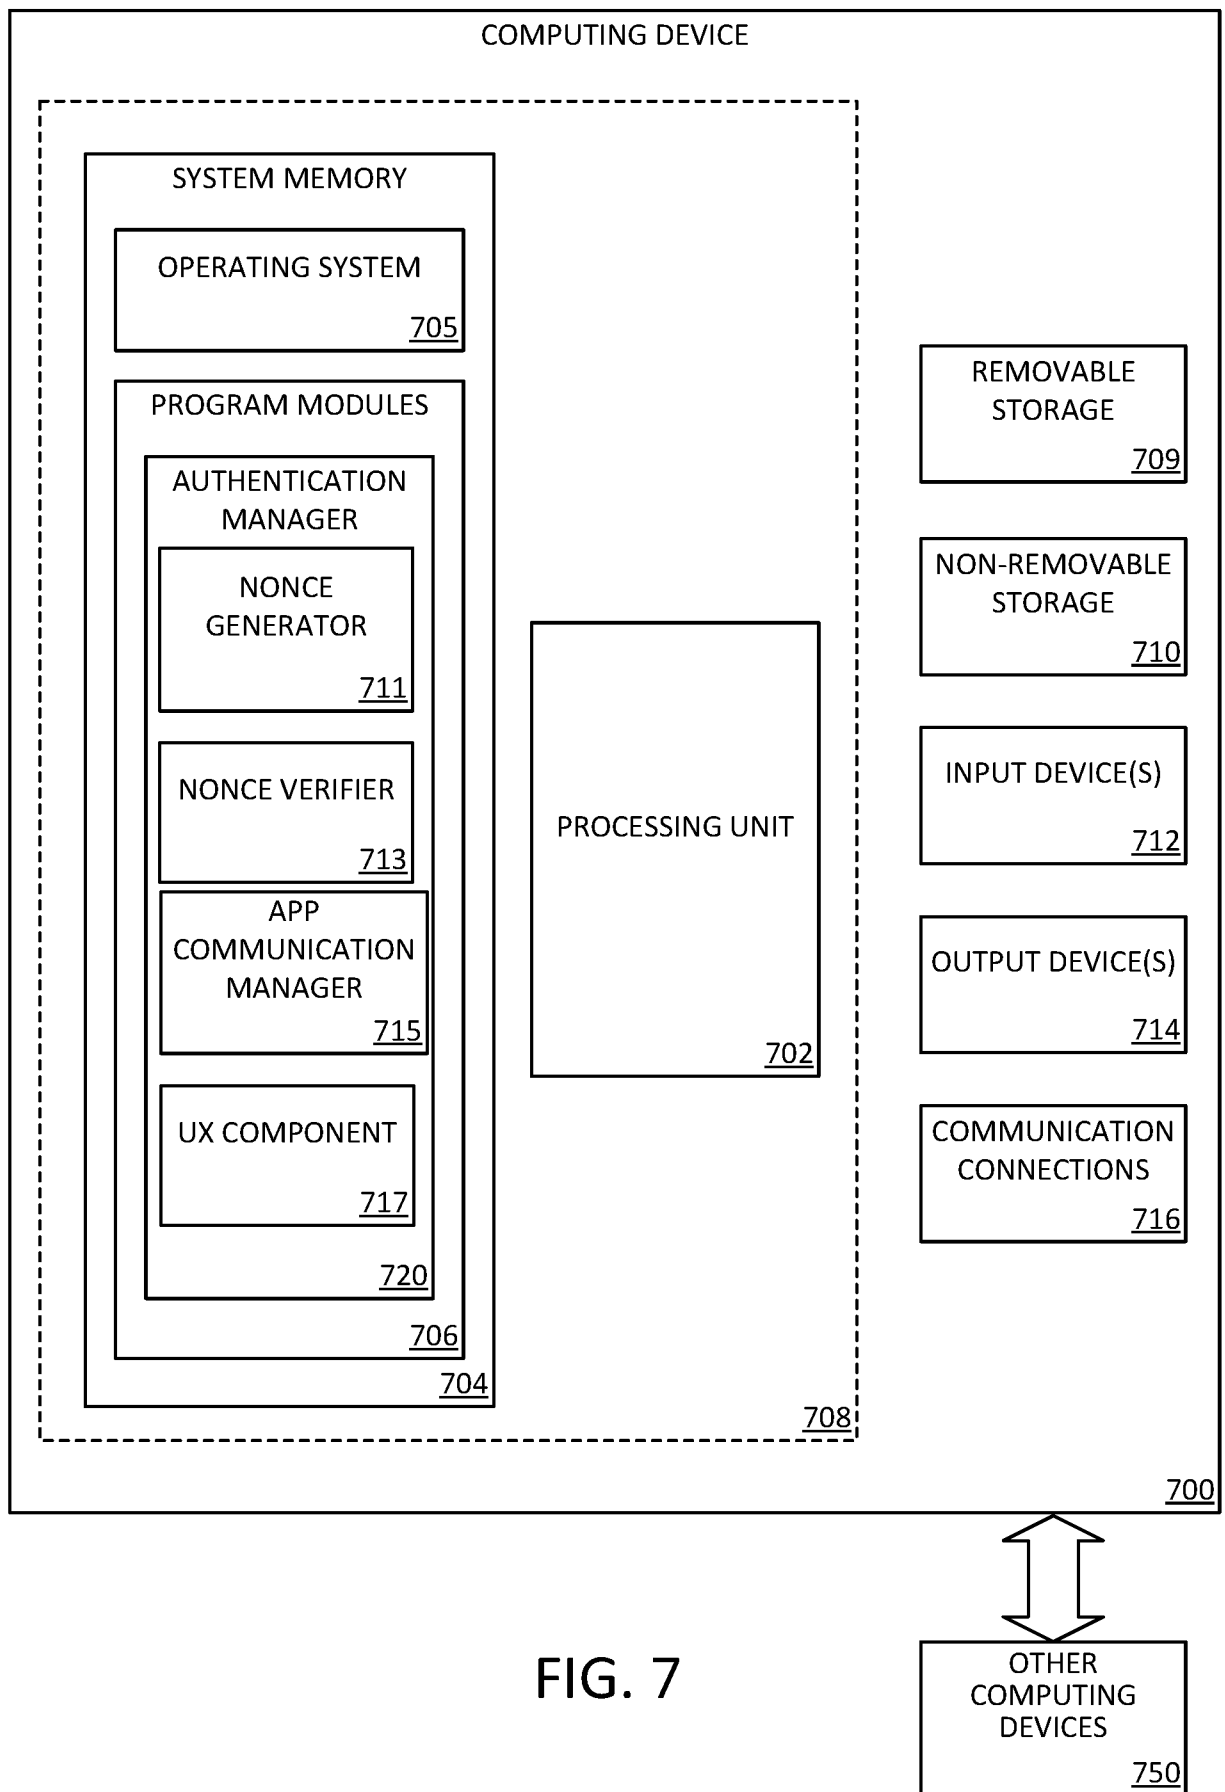 COMPUTING DEVICE
SYSTEM MEMORY
OPERATING SYSTEM
705
PROGRAM MODULES
AUTHENTICATION
MANAGER
NONCE
GENERATOR
711
NONCE VERIFIER
713
APP
COMMUNICATION
MANAGER
715
UX COMPONENT
717
720
706
704
PROCESSING UNIT
702
708
REMOVABLE
STORAGE
709
NON-REMOVABLE
STORAGE
710
INPUT DEVICE(S)
712
OUTPUT DEVICE(S)
714
COMMUNICATION
CONNECTIONS
716
700
OTHER
COMPUTING
DEVICES
750
FIG. 7